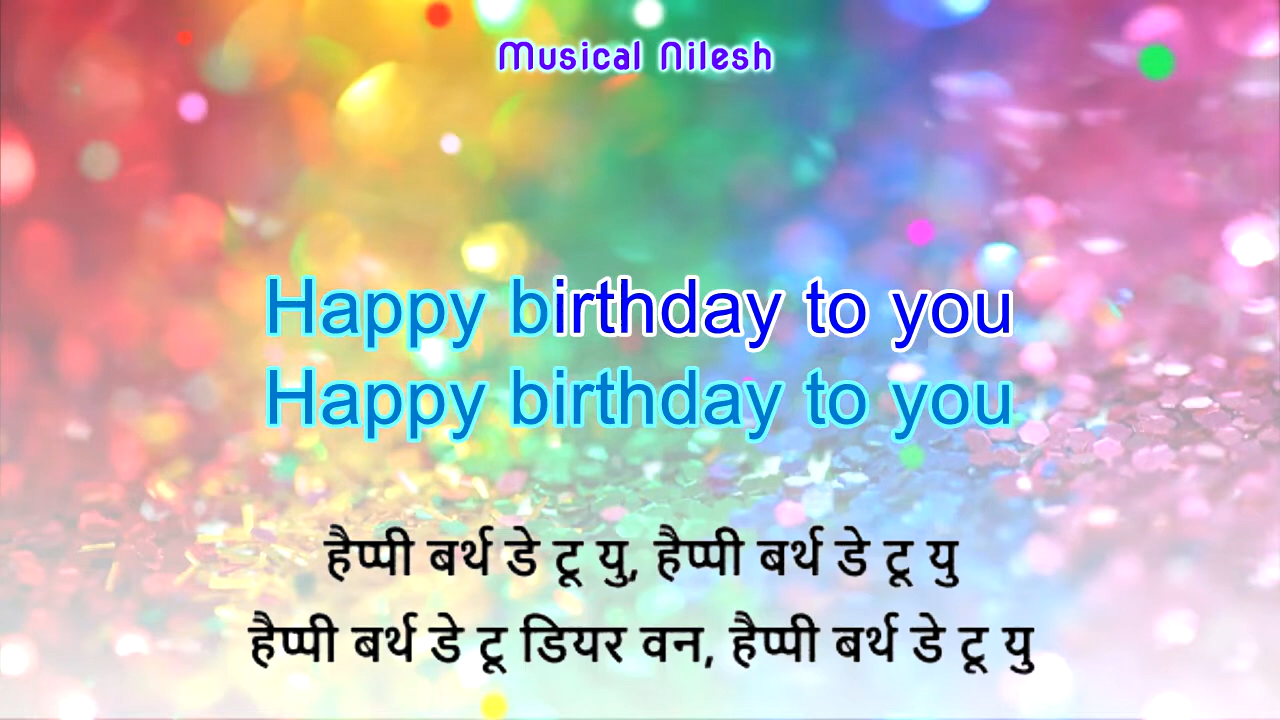 Musical Nilesh
Happy birthday to you
Happy birthday to you
हैप्पी बर्थ डे टू यु, हैप्पी बर्थ डे टू यु
हैप्पी बर्थ डे टू डियर वन, हैप्पी बर्थ डे टू यु